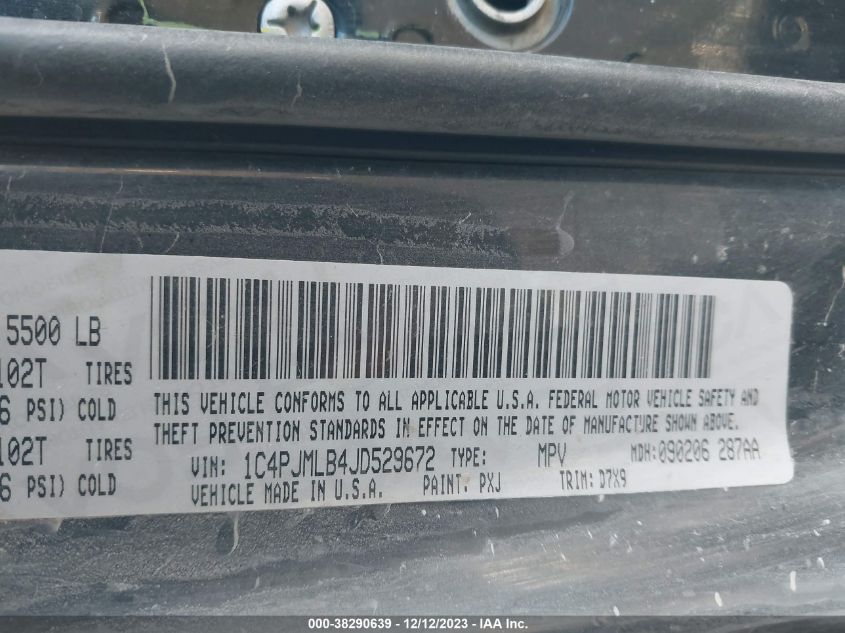 5500 LB
102T TIRES
6 PSI) COLD
102T TIRES
6 PSI) COLD
THIS VEHICLE CONFORMS TO ALL APPLICABLE U.S.A. FEDERAL MOTOR VEHICLE SAFETY AND
THEFT PREVENTION STANDARDS IN EFFECT ON THE DATE OF MANUFACTURE SHOWN ABOVE.
VIN: 1C4PJMLB4JD529672 TYPE: MPV MDH:090206 287AA
VEHICLE MADE IN U.S.A. PAINT: PXJ TRIM: D7X9
000-38290639 - 12/12/2023 - IAA Inc.